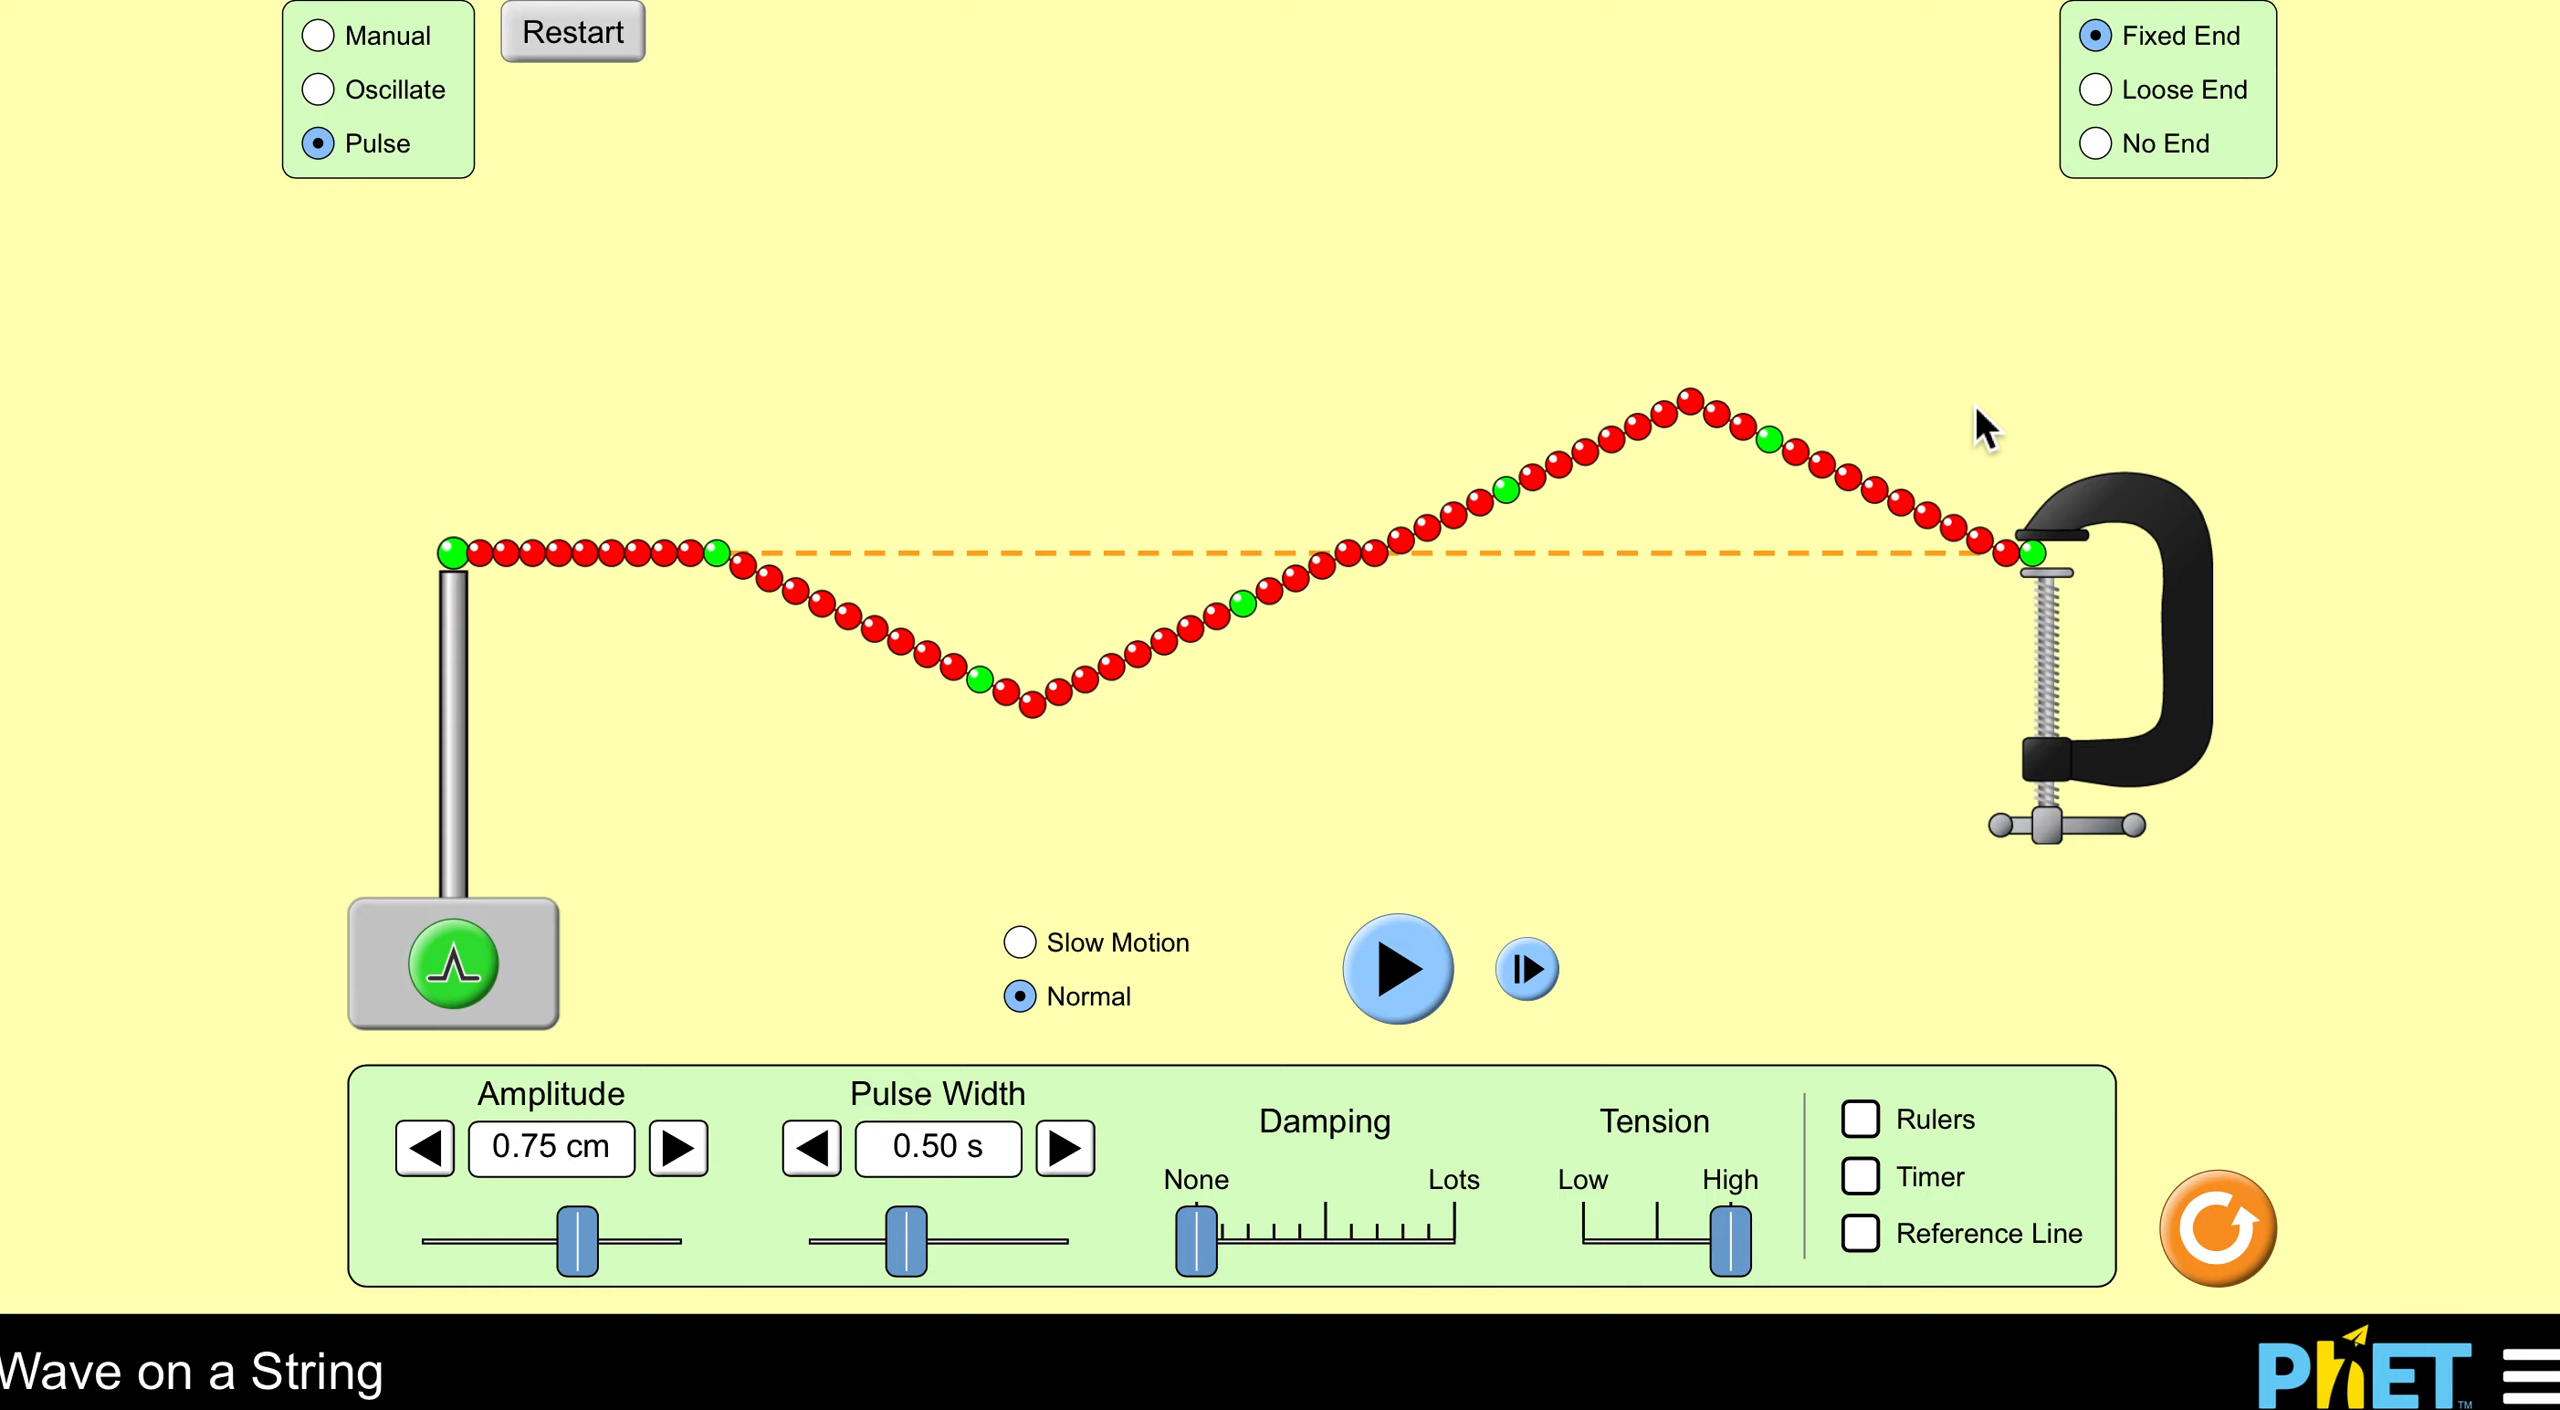 Manual
Oscillate
Pulse
Restart
Fixed End
Loose End
No End
Slow Motion
Normal
Amplitude
0.75 cm
Pulse Width
0.50 s
Damping
None
Lots
Tension
Low
High
Rulers
Timer
Reference Line
Wave on a String
PhET
TM